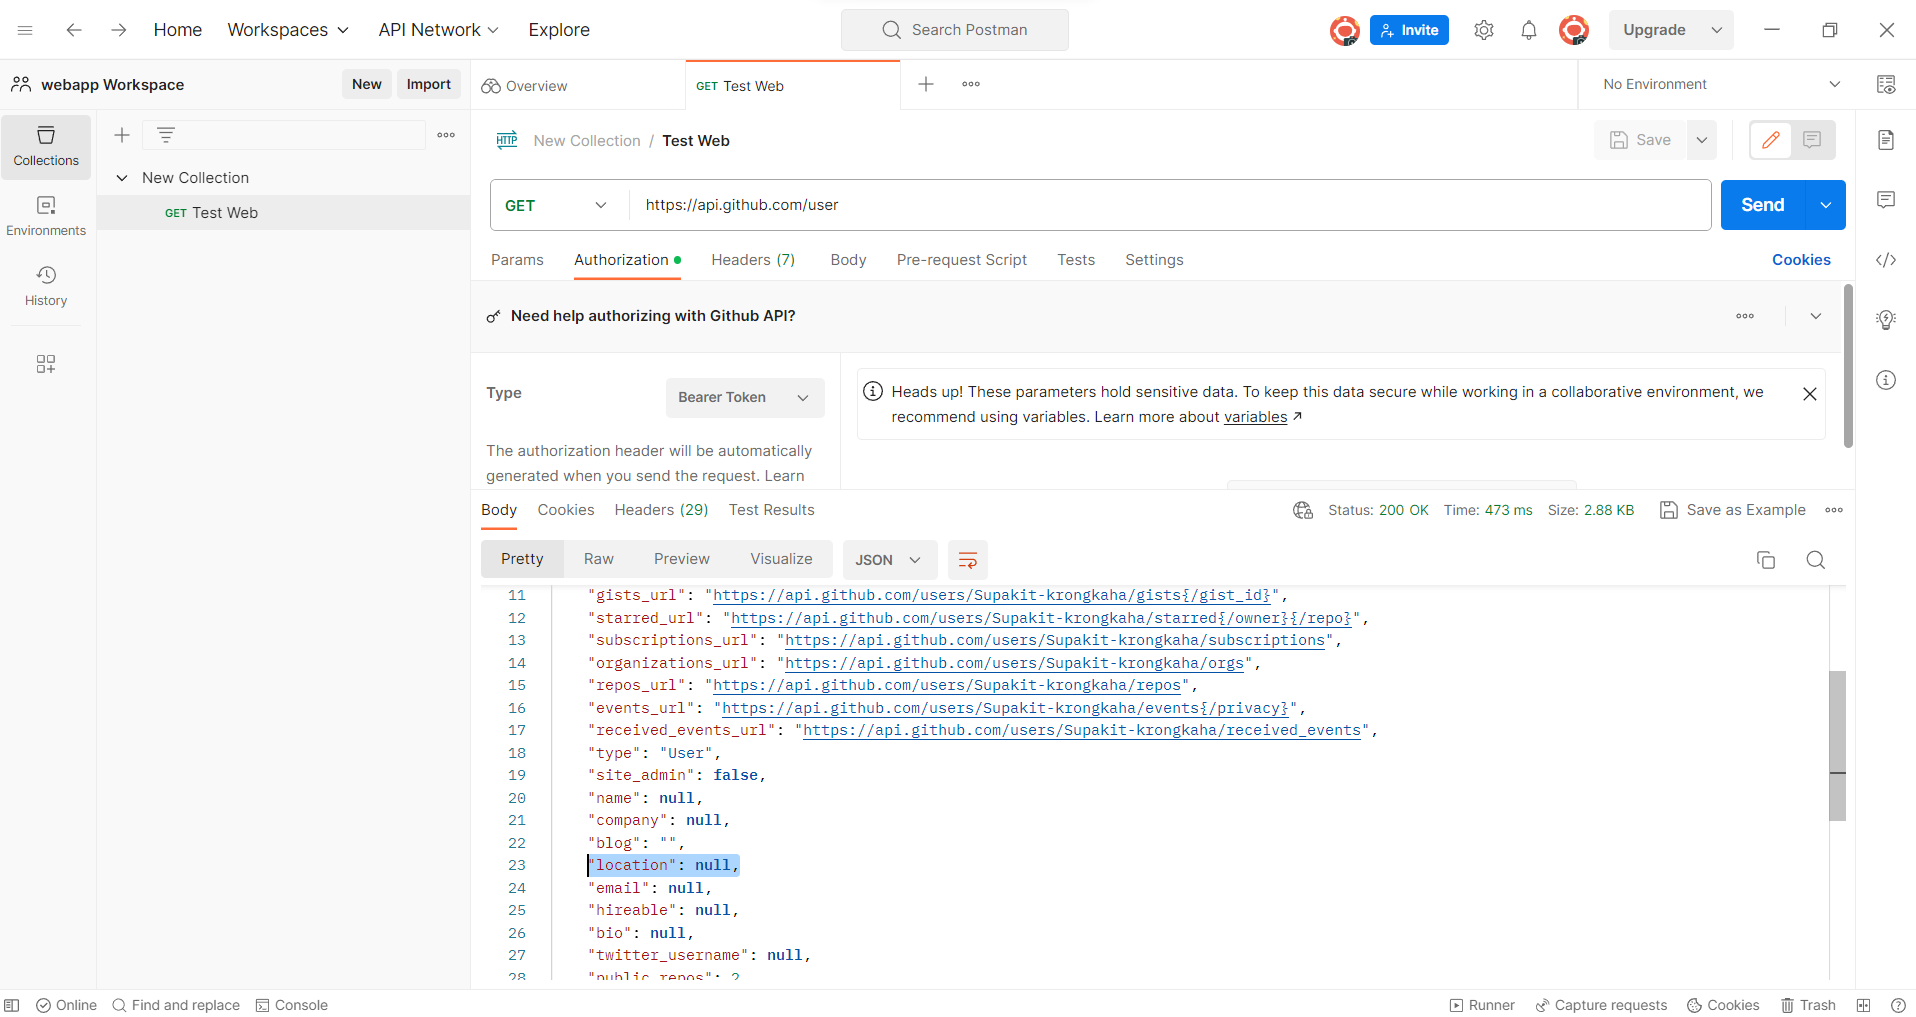 Home Workspaces API Network Explore Search Postman Invite Upgrade
webapp Workspace New Import Overview GET Test Web No Environment
Collections
Environments
History
New Collection
GET Test Web
New Collection / Test Web Save
GET https://api.github.com/user Send
Params Authorization Headers (7) Body Pre-request Script Tests Settings Cookies
Need help authorizing with Github API?
Type Bearer Token
The authorization header will be automatically
generated when you send the request. Learn
Heads up! These parameters hold sensitive data. To keep this data secure while working in a collaborative environment, we
recommend using variables. Learn more about variables
Body Cookies Headers (29) Test Results Status: 200 OK Time: 473 ms Size: 2.88 KB Save as Example
Pretty Raw Preview Visualize JSON
11 "gists_url": "https://api.github.com/users/Supakit-krongkaha/gists{/gist_id}",
12 "starred_url": "https://api.github.com/users/Supakit-krongkaha/starred{/owner}{/repo}",
13 "subscriptions_url": "https://api.github.com/users/Supakit-krongkaha/subscriptions",
14 "organizations_url": "https://api.github.com/users/Supakit-krongkaha/orgs",
15 "repos_url": "https://api.github.com/users/Supakit-krongkaha/repos",
16 "events_url": "https://api.github.com/users/Supakit-krongkaha/events{/privacy}",
17 "received_events_url": "https://api.github.com/users/Supakit-krongkaha/received_events",
18 "type": "User",
19 "site_admin": false,
20 "name": null,
21 "company": null,
22 "blog": "",
23 "location": null,
24 "email": null,
25 "hireable": null,
26 "bio": null,
27 "twitter_username": null,
28 "public_repos": 2
Online Find and replace Console Runner Capture requests Cookies Trash